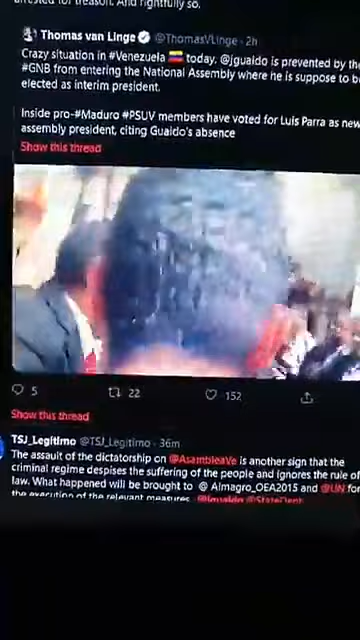 arrested for treason. And rightfully so.
Thomas van Linge @ThomasVLinge · 2h
Crazy situation in #Venezuela today. @jguaido is prevented by the
#GNB from entering the National Assembly where he is suppose to be
elected as interim president.
Inside pro-#Maduro #PSUV members have voted for Luis Parra as new
assembly president, citing Guaido's absence
Show this thread
5 22 152
Show this thread
TSJ_Legítimo @TSJ_Legitimo · 36m
The assault of the dictatorship on @AsambleaVe is another sign that the
criminal regime despises the suffering of the people and ignores the rule of
law. What happened will be brought to @ Almagro_OEA2015 and @UN for
the execution of the relevant measures. @jguaido @StateDept